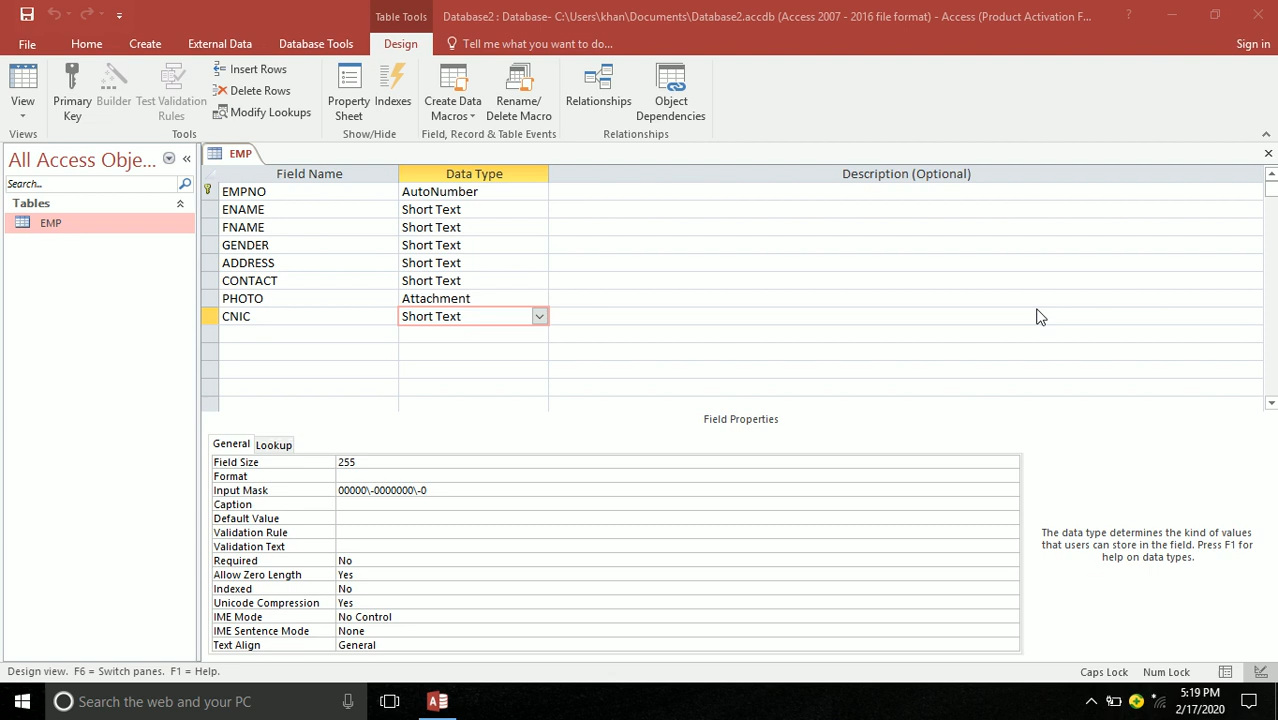 Table Tools
Database2 : Database- C:\Users\khan\Documents\Database2.accdb (Access 2007 - 2016 file format) - Access (Product Activation F...
?
File Home Create External Data Database Tools Design Tell me what you want to do... Sign in
View Primary Key Builder Test Validation Rules
Insert Rows
Delete Rows
Modify Lookups
Property Sheet Indexes Create Data Macros Rename/ Delete Macro Relationships Object Dependencies
Views Tools Show/Hide Field, Record & Table Events Relationships
All Access Obje... «
Search...
Tables
EMP
EMP
Field Name Data Type Description (Optional)
EMPNO AutoNumber
ENAME Short Text
FNAME Short Text
GENDER Short Text
ADDRESS Short Text
CONTACT Short Text
PHOTO Attachment
CNIC Short Text
Field Properties
General Lookup
Field Size 255
Format
Input Mask 00000\-0000000\-0
Caption
Default Value
Validation Rule
Validation Text
Required No
Allow Zero Length Yes
Indexed No
Unicode Compression Yes
IME Mode No Control
IME Sentence Mode None
Text Align General
The data type determines the kind of values
that users can store in the field. Press F1 for
help on data types.
Design view. F6 = Switch panes. F1 = Help. Caps Lock Num Lock
Search the web and your PC
5:19 PM
2/17/2020